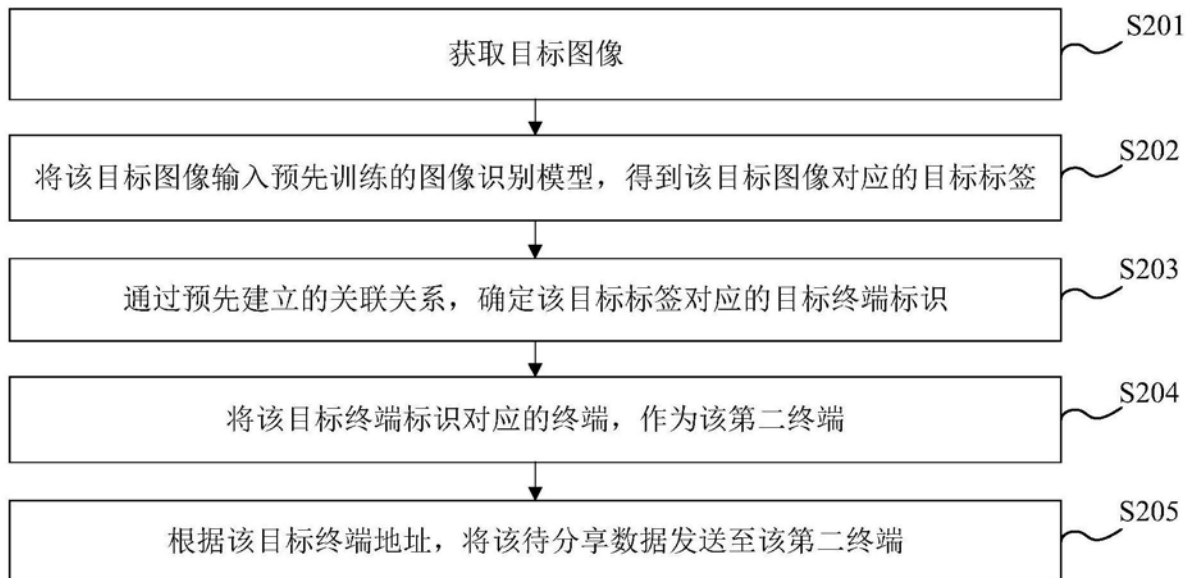 获取目标图像
S201
将该目标图像输入预先训练的图像识别模型，得到该目标图像对应的目标标签
S202
通过预先建立的关联关系，确定该目标标签对应的目标终端标识
S203
将该目标终端标识对应的终端，作为该第二终端
S204
根据该目标终端地址，将该待分享数据发送至该第二终端
S205